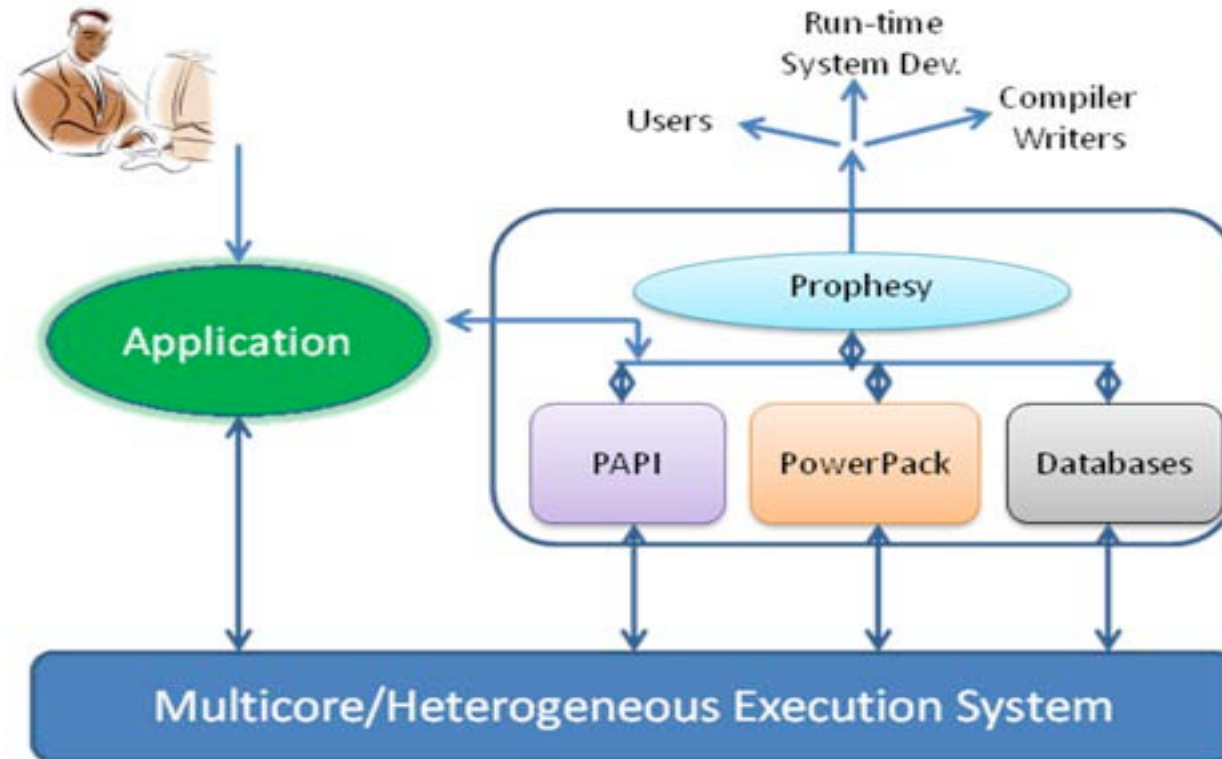 Run-time
System Dev.
Users
Compiler
Writers
Prophesy
Application
PAPI
PowerPack
Databases
Multicore/Heterogeneous Execution System